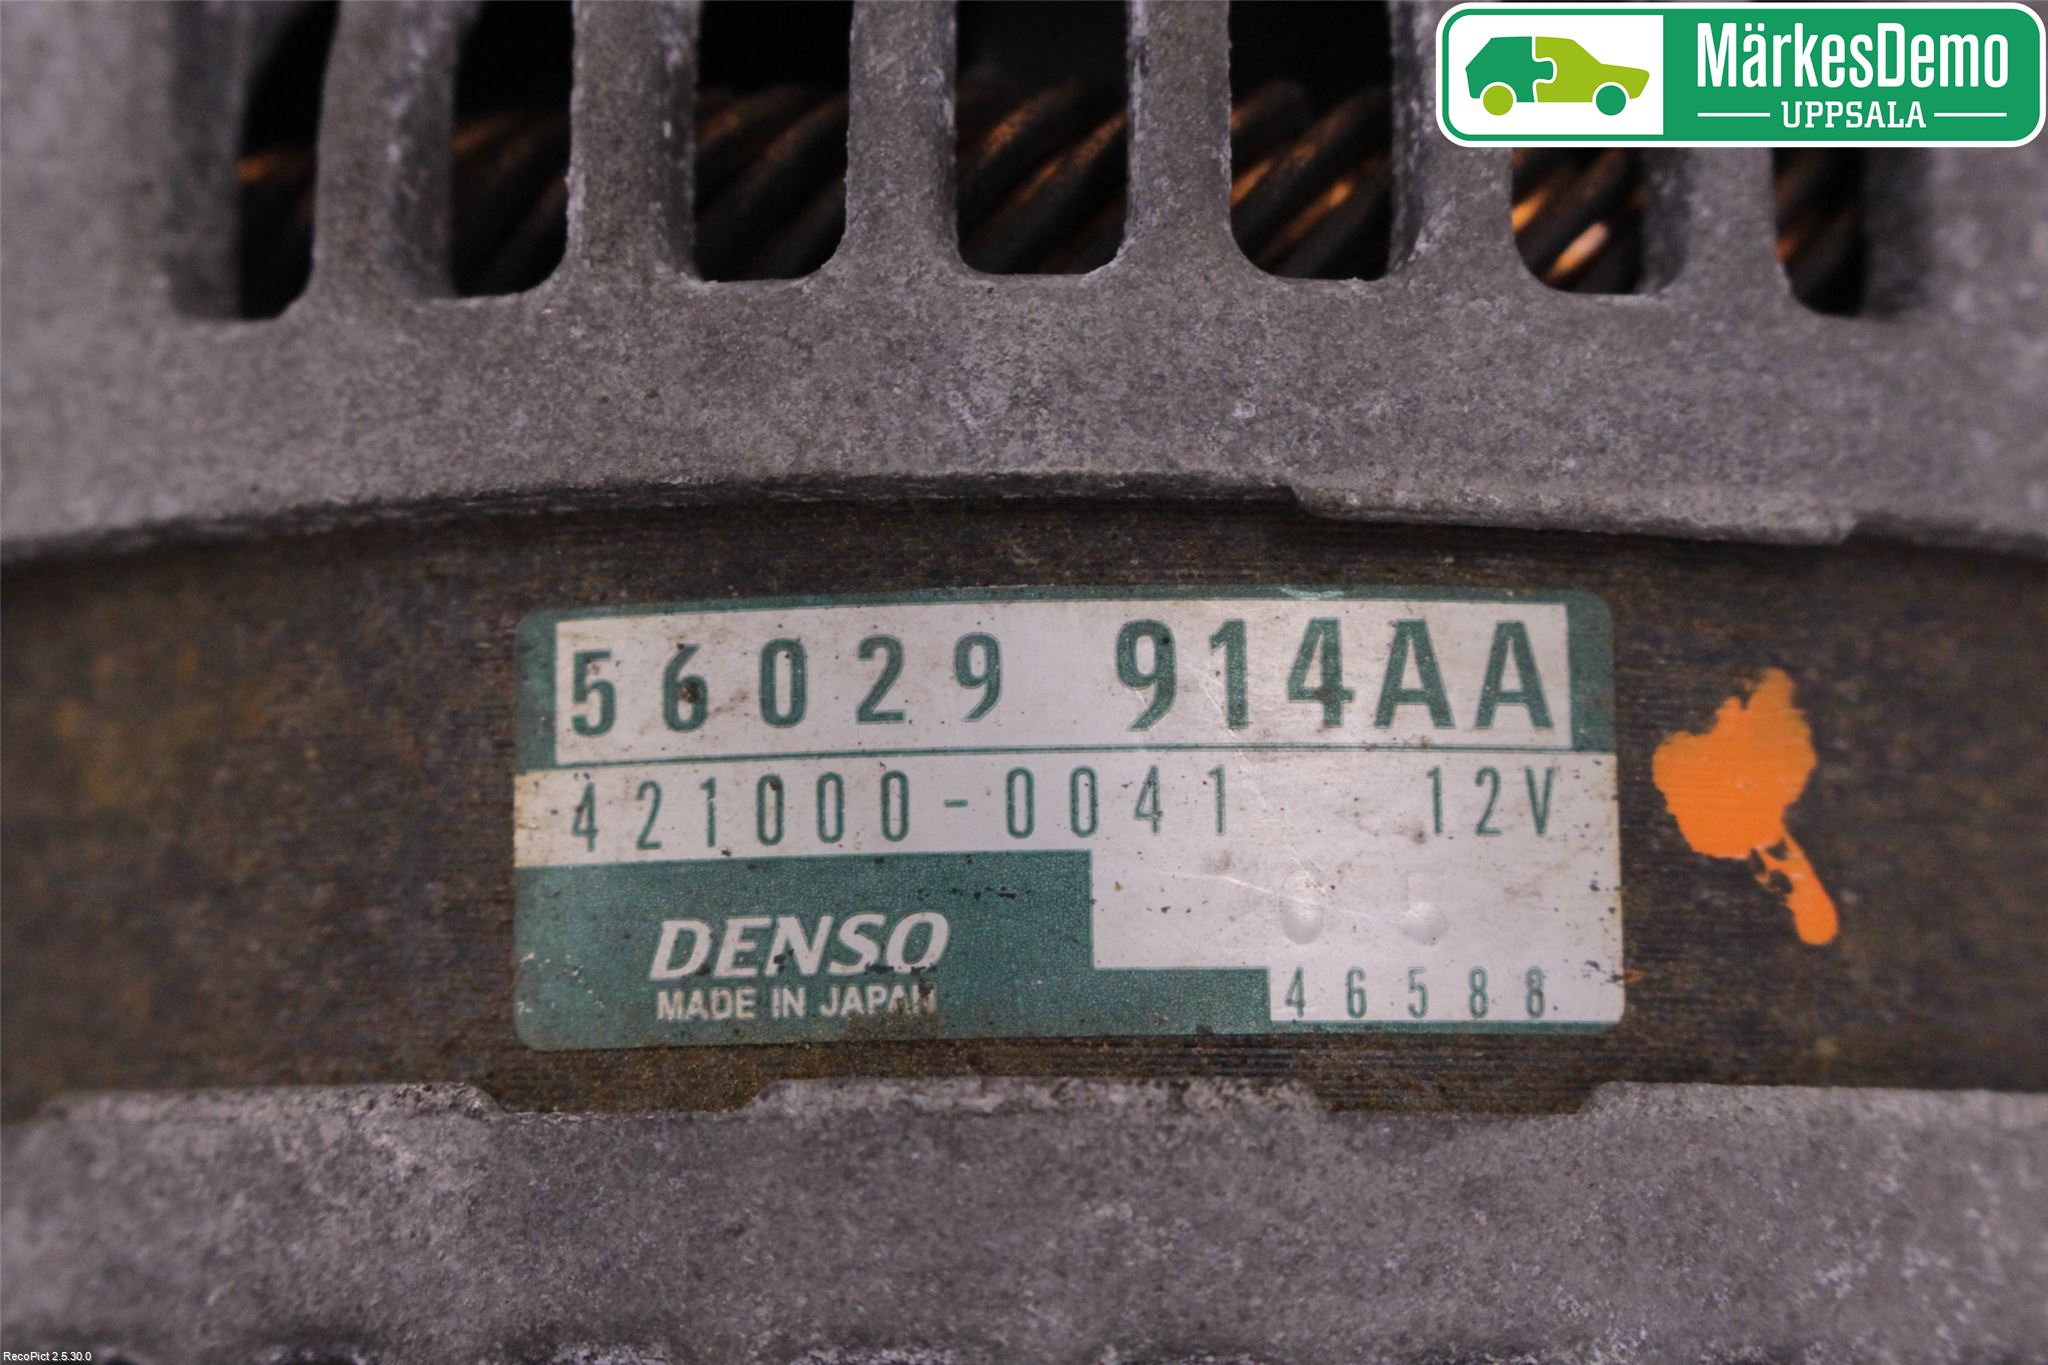 MärkesDemo
UPPSALA
56029 914AA
421000-0041 12V
DENSO
MADE IN JAPAN
46588
RecoPict 2.5.30.0